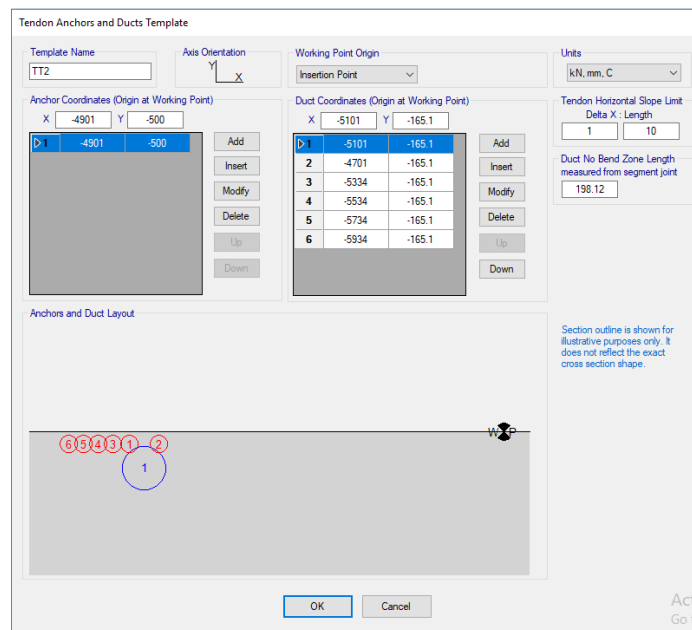 Tendon Anchors and Ducts Template
Template Name
TT2
Axis Orientation
Y
X
Working Point Origin
Insertion Point
Units
kN, mm, C
Anchor Coordinates (Origin at Working Point)
X -4901 Y -500
1 -4901 -500
Add
Insert
Modify
Delete
Up
Down
Duct Coordinates (Origin at Working Point)
X -5101 Y -165.1
1 -5101 -165.1
2 -4701 -165.1
3 -5334 -165.1
4 -5534 -165.1
5 -5734 -165.1
6 -5934 -165.1
Add
Insert
Modify
Delete
Up
Down
Tendon Horizontal Slope Limit
Delta X : Length
1 10
Duct No Bend Zone Length
measured from segment joint
198.12
Anchors and Duct Layout
6 5 4 3 1 2
1
W P
Section outline is shown for
illustrative purposes only. It
does not reflect the exact
cross section shape.
OK
Cancel
Act
Go